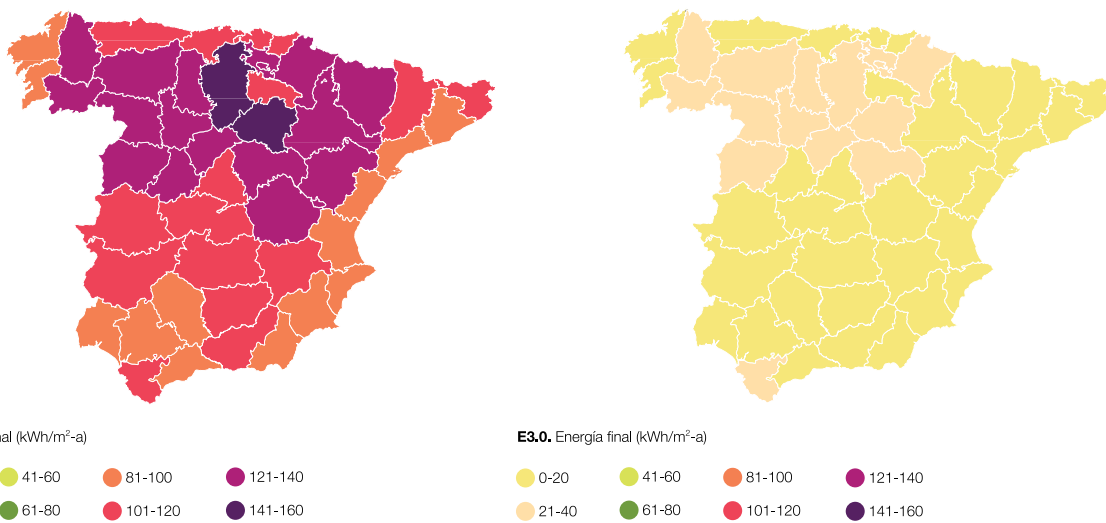 nal (kWh/m²-a)
41-60 81-100 121-140
61-80 101-120 141-160
E3.0. Energía final (kWh/m²-a)
0-20 41-60 81-100 121-140
21-40 61-80 101-120 141-160